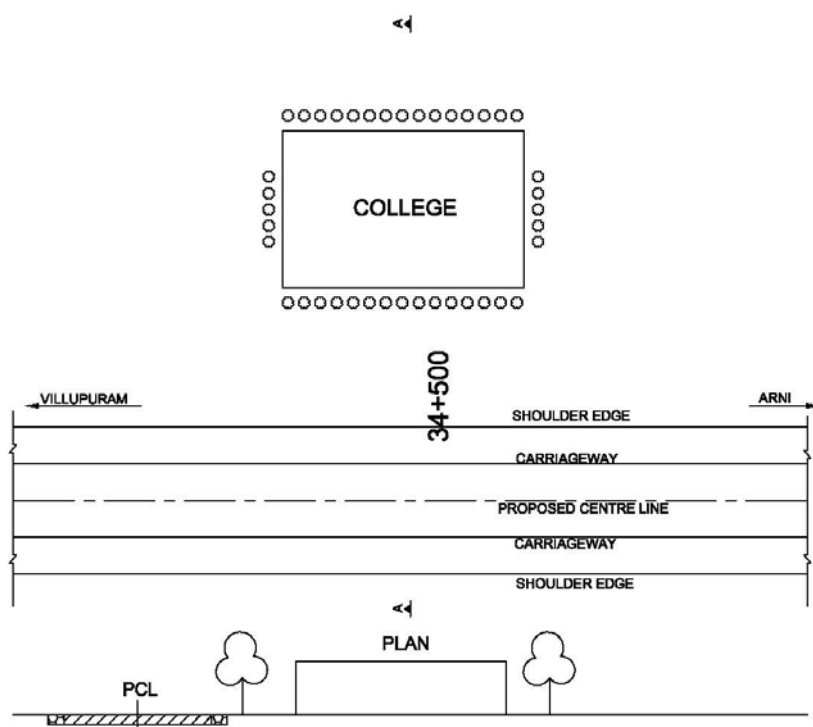 A
COLLEGE
34+500
VILLUPURAM
ARNI
SHOULDER EDGE
CARRIAGEWAY
PROPOSED CENTRE LINE
CARRIAGEWAY
SHOULDER EDGE
A
PLAN
PCL